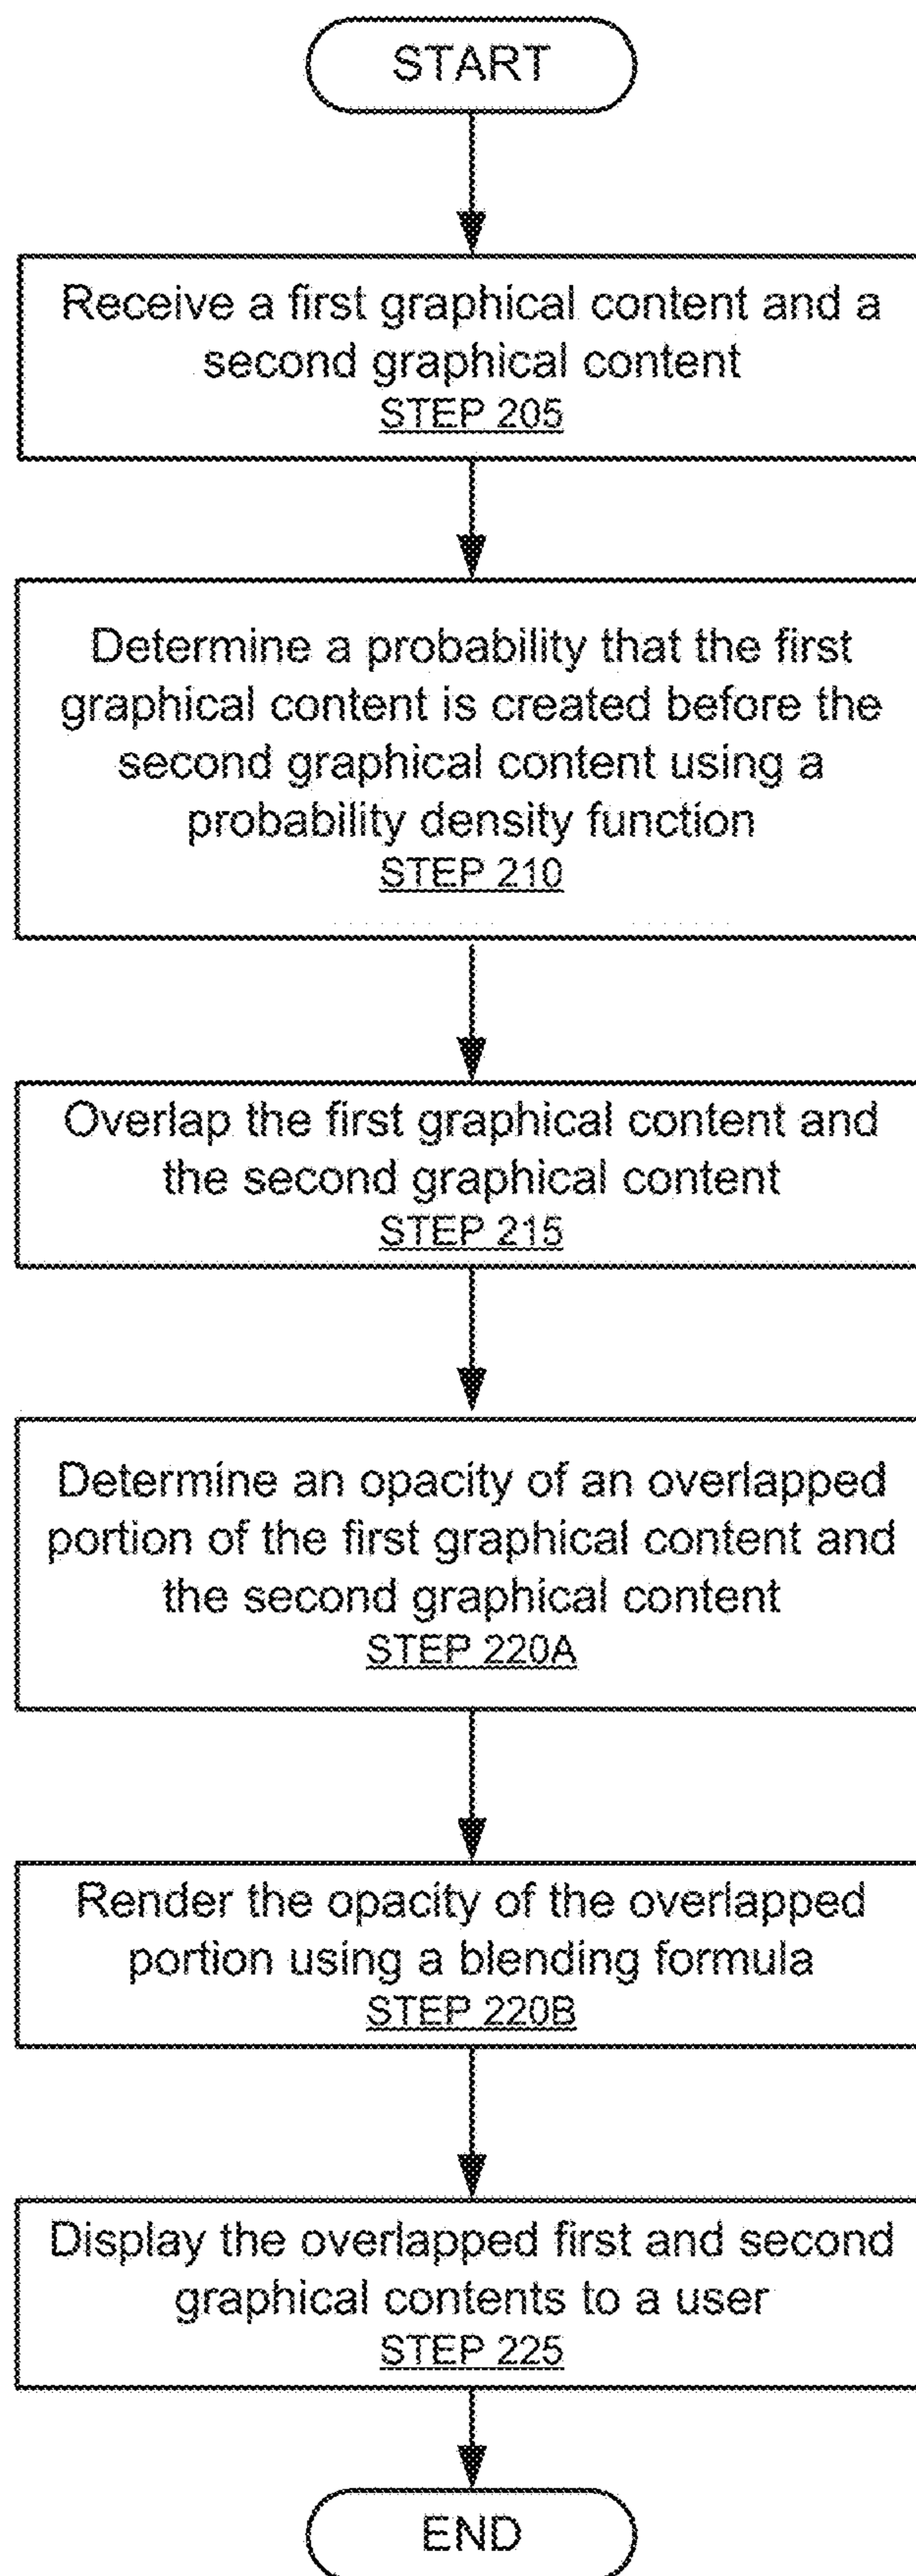 START
Receive a first graphical content and a
second graphical content
STEP 205
Determine a probability that the first
graphical content is created before the
second graphical content using a
probability density function
STEP 210
Overlap the first graphical content and
the second graphical content
STEP 215
Determine an opacity of an overlapped
portion of the first graphical content and
the second graphical content
STEP 220A
Render the opacity of the overlapped
portion using a blending formula
STEP 220B
Display the overlapped first and second
graphical contents to a user
STEP 225
END